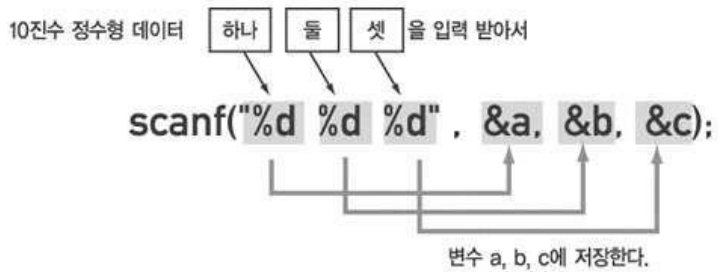 10진수 정수형 데이터 하나 둘 셋 을 입력 받아서
scanf("%d %d %d" , &a, &b, &c);
변수 a, b, c에 저장한다.